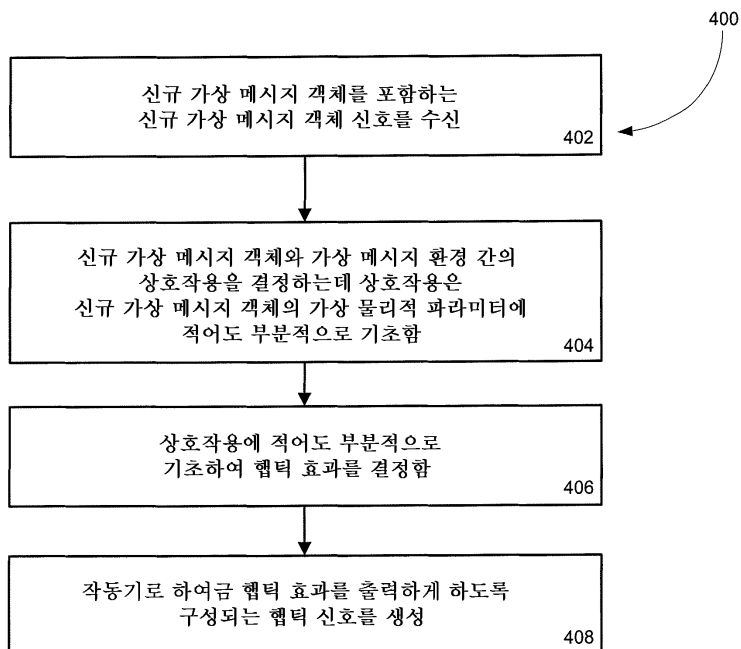 400
신규 가상 메시지 객체를 포함하는
신규 가상 메시지 객체 신호를 수신
402
신규 가상 메시지 객체와 가상 메시지 환경 간의
상호작용을 결정하는데 상호작용은
신규 가상 메시지 객체의 가상 물리적 파라미터에
적어도 부분적으로 기초함
404
상호작용에 적어도 부분적으로
기초하여 햅틱 효과를 결정함
406
작동기로 하여금 햅틱 효과를 출력하게 하도록
구성되는 햅틱 신호를 생성
408